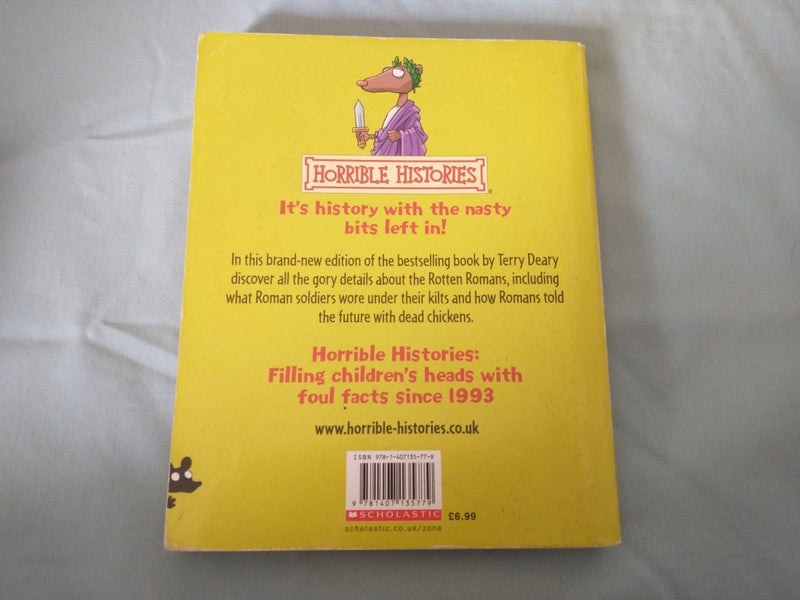 HORRIBLE HISTORIES®
It's history with the nasty
bits left in!
In this brand-new edition of the bestselling book by Terry Deary
discover all the gory details about the Rotten Romans, including
what Roman soldiers wore under their kilts and how Romans told
the future with dead chickens.
Horrible Histories:
Filling children's heads with
foul facts since 1993
www.horrible-histories.co.uk
ISBN 978-1-407135-77-9
9 781407 135779
SCHOLASTIC £6.99
scholastic.co.uk/zone